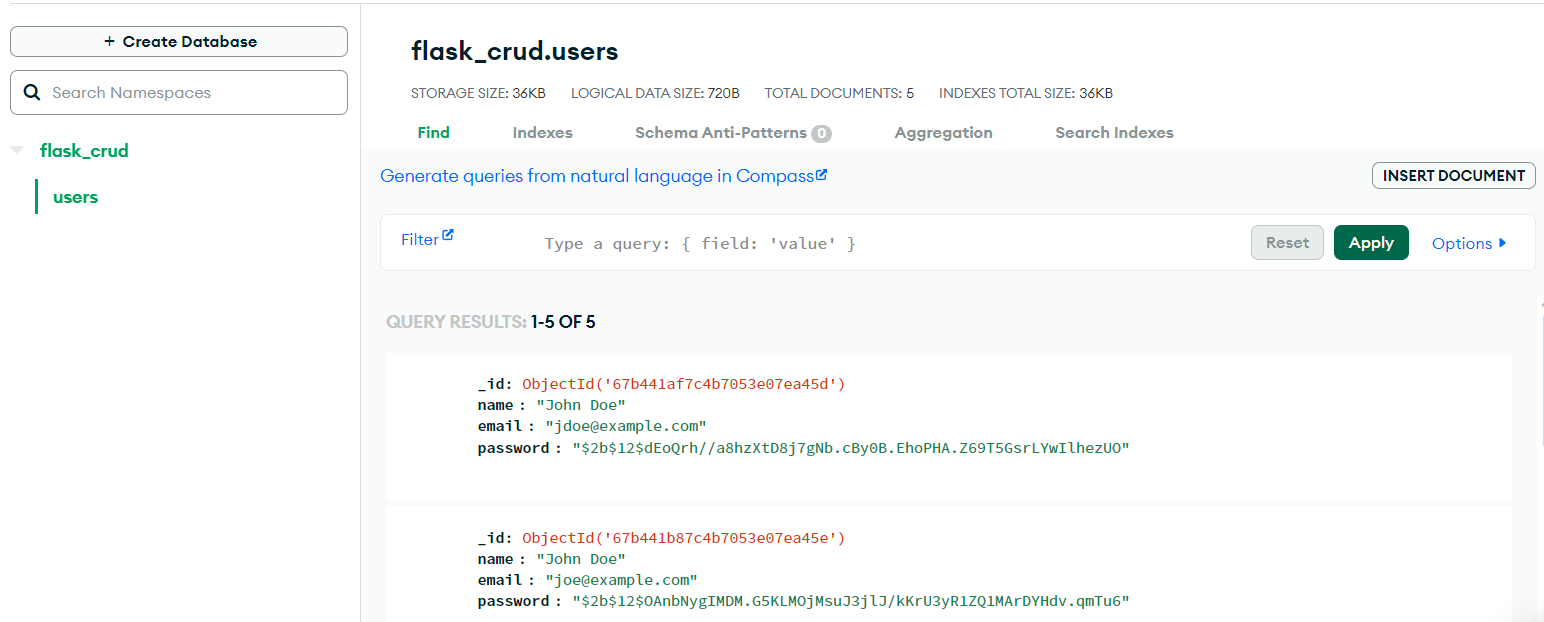 + Create Database
Search Namespaces
flask_crud
users
flask_crud.users
STORAGE SIZE: 36KB LOGICAL DATA SIZE: 720B TOTAL DOCUMENTS: 5 INDEXES TOTAL SIZE: 36KB
Find Indexes Schema Anti-Patterns 0 Aggregation Search Indexes
Generate queries from natural language in Compass
INSERT DOCUMENT
Filter Type a query: { field: 'value' } Reset Apply Options
QUERY RESULTS: 1-5 OF 5
_id: ObjectId('67b441af7c4b7053e07ea45d')
name : "John Doe"
email : "jdoe@example.com"
password : "$2b$12$dEoQrh//a8hzXtD8j7gNb.cBy0B.EhoPHA.Z69T5GsrLYwIlhezUO"
_id: ObjectId('67b441b87c4b7053e07ea45e')
name : "John Doe"
email : "joe@example.com"
password : "$2b$12$OAnbNygIMDM.G5KLMOjMsuJ3jlJ/kKrU3yR1ZQ1MArDYHdv.qmTu6"